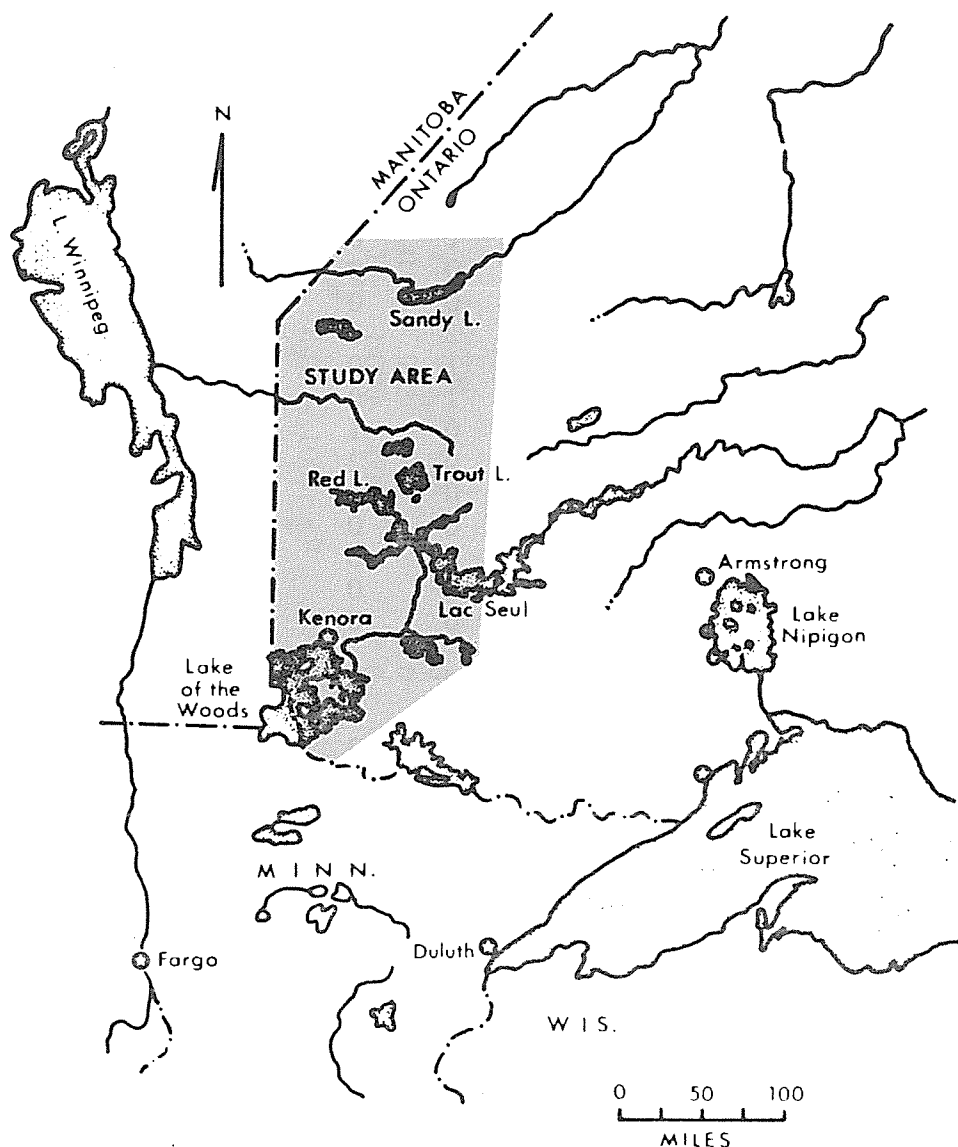 N
MANITOBA
ONTARIO
L. Winnipeg
Sandy L.
STUDY AREA
Red L.
Trout L.
Armstrong
Lac Seul
Lake
Nipigon
Kenora
Lake
of the
Woods
Lake
Superior
MINN.
Duluth
Fargo
WIS.
0 50 100
MILES